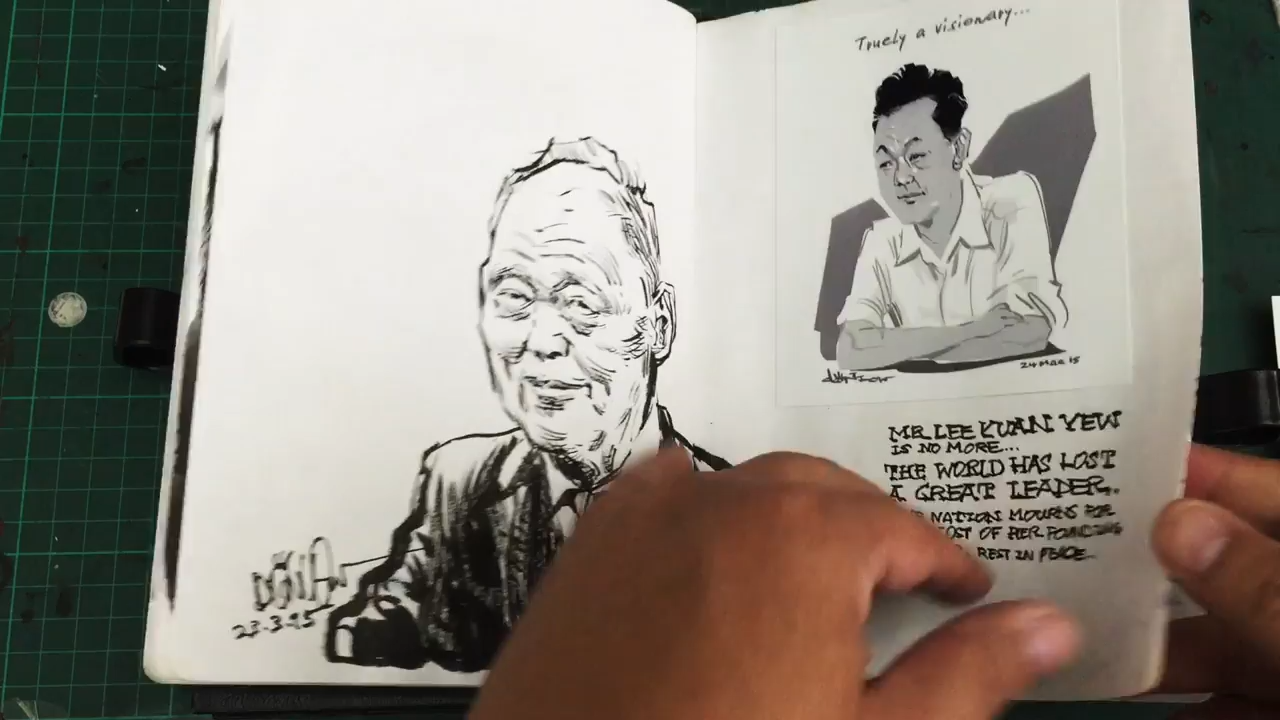 23.3.15
Truely a visionary...
24 MAR 15
MR. LEE KUAN YEW
IS NO MORE...
THE WORLD HAS LOST
A GREAT LEADER.
NATION MOURNS FOR
OF HER FOUNDING
REST IN PEACE...